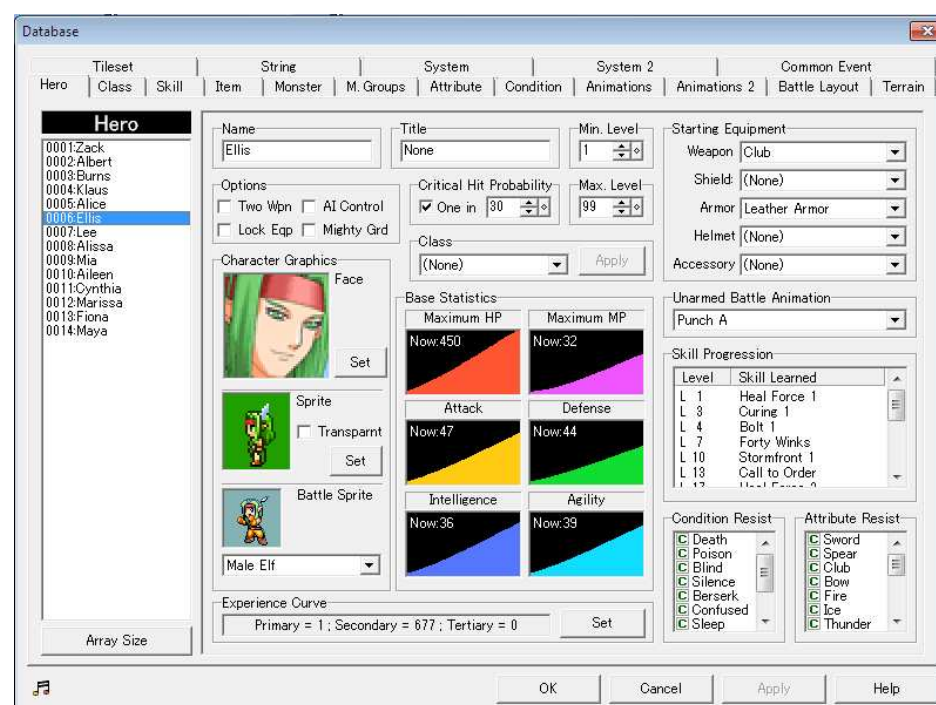 Database
Tileset String System System 2 Common Event
Hero Class Skill Item Monster M. Groups Attribute Condition Animations Animations 2 Battle Layout Terrain
Hero
0001:Zack
0002:Albert
0003:Burns
0004:Klaus
0005:Alice
0006:Ellis
0007:Lee
0008:Alissa
0009:Mia
0010:Aileen
0011:Cynthia
0012:Marissa
0013:Fiona
0014:Maya
Array Size
Name
Ellis
Title
None
Min. Level
1
Options
Two Wpn AI Control
Lock Eqp Mighty Grd
Critical Hit Probability
One in 30
Max. Level
99
Class
(None) Apply
Character Graphics
Face
Set
Sprite
Transparnt
Set
Battle Sprite
Male Elf
Base Statistics
Maximum HP Maximum MP
Now:450 Now:32
Attack Defense
Now:47 Now:44
Intelligence Agility
Now:36 Now:39
Experience Curve
Primary = 1 ; Secondary = 677 ; Tertiary = 0 Set
Starting Equipment
Weapon Club
Shield: (None)
Armor Leather Armor
Helmet (None)
Accessory (None)
Unarmed Battle Animation
Punch A
Skill Progression
Level Skill Learned
L 1 Heal Force 1
L 3 Curing 1
L 4 Bolt 1
L 7 Forty Winks
L 10 Stormfront 1
L 13 Call to Order
L 17 Heal Force 2
Condition Resist
C Death
C Poison
C Blind
C Silence
C Berserk
C Confused
C Sleep
Attribute Resist
C Sword
C Spear
C Club
C Bow
C Fire
C Ice
C Thunder
OK Cancel Apply Help